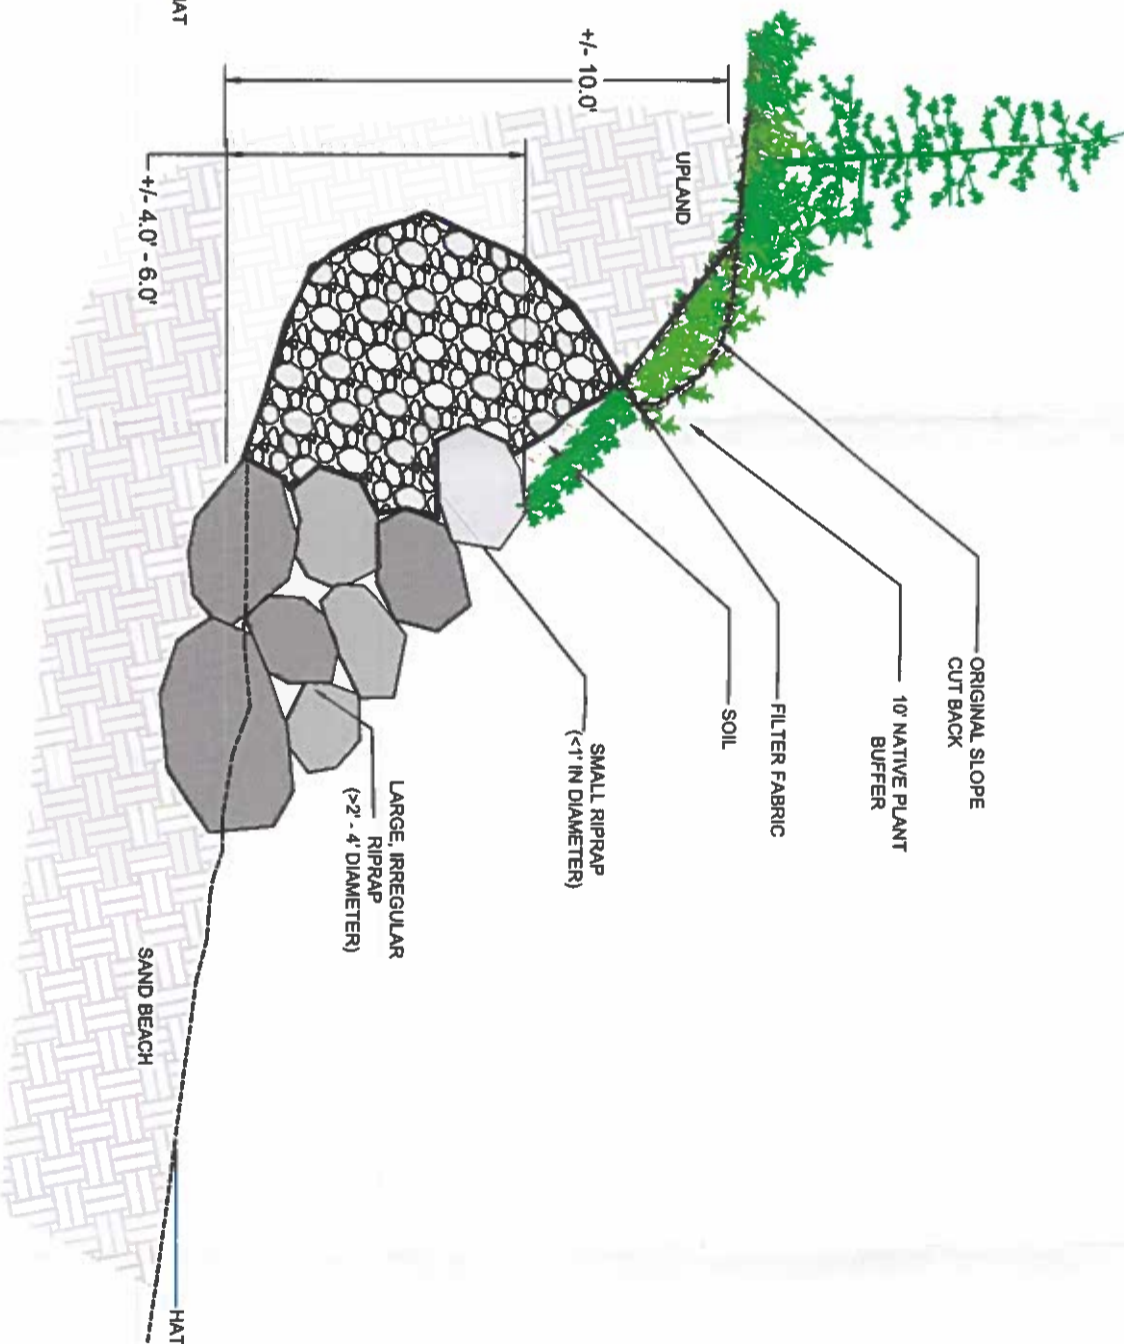 ORIGINAL SLOPE
CUT BACK
10' NATIVE PLANT
BUFFER
FILTER FABRIC
SOIL
SMALL RIPRAP
(<1' IN DIAMETER)
LARGE, IRREGULAR
RIPRAP
(>2' - 4' DIAMETER)
UPLAND
+/- 10.0'
+/- 4.0' - 6.0'
SAND BEACH
HAT
HAT